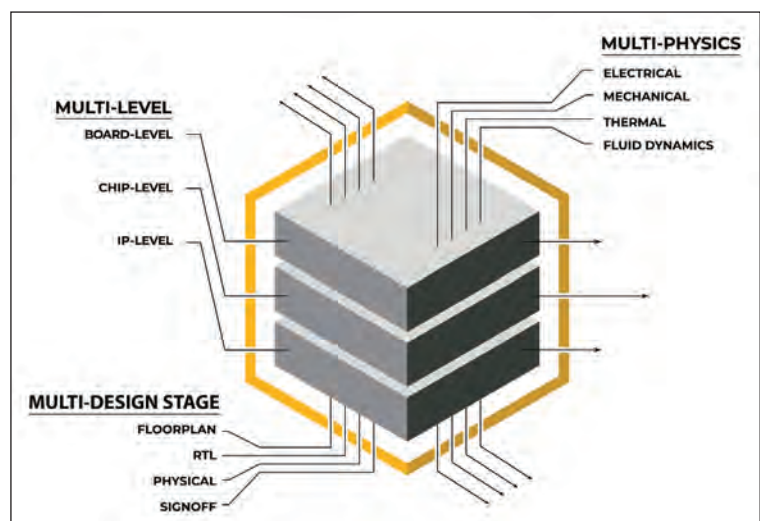 MULTI-PHYSICS
ELECTRICAL
MECHANICAL
THERMAL
FLUID DYNAMICS
MULTI-LEVEL
BOARD-LEVEL
CHIP-LEVEL
IP-LEVEL
MULTI-DESIGN STAGE
FLOORPLAN
RTL
PHYSICAL
SIGNOFF